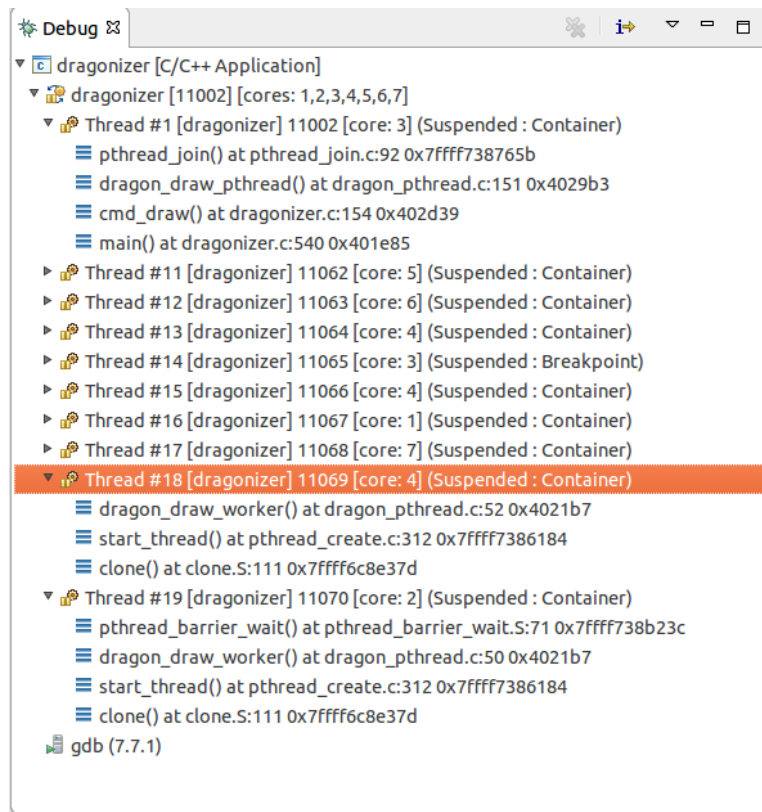 Debug
dragonizer [C/C++ Application]
dragonizer [11002] [cores: 1,2,3,4,5,6,7]
Thread #1 [dragonizer] 11002 [core: 3] (Suspended : Container)
pthread_join() at pthread_join.c:92 0x7ffff738765b
dragon_draw_pthread() at dragon_pthread.c:151 0x4029b3
cmd_draw() at dragonizer.c:154 0x402d39
main() at dragonizer.c:540 0x401e85
Thread #11 [dragonizer] 11062 [core: 5] (Suspended : Container)
Thread #12 [dragonizer] 11063 [core: 6] (Suspended : Container)
Thread #13 [dragonizer] 11064 [core: 4] (Suspended : Container)
Thread #14 [dragonizer] 11065 [core: 3] (Suspended : Breakpoint)
Thread #15 [dragonizer] 11066 [core: 4] (Suspended : Container)
Thread #16 [dragonizer] 11067 [core: 1] (Suspended : Container)
Thread #17 [dragonizer] 11068 [core: 7] (Suspended : Container)
Thread #18 [dragonizer] 11069 [core: 4] (Suspended : Container)
dragon_draw_worker() at dragon_pthread.c:52 0x4021b7
start_thread() at pthread_create.c:312 0x7ffff7386184
clone() at clone.S:111 0x7ffff6c8e37d
Thread #19 [dragonizer] 11070 [core: 2] (Suspended : Container)
pthread_barrier_wait() at pthread_barrier_wait.S:71 0x7ffff738b23c
dragon_draw_worker() at dragon_pthread.c:50 0x4021b7
start_thread() at pthread_create.c:312 0x7ffff7386184
clone() at clone.S:111 0x7ffff6c8e37d
gdb (7.7.1)